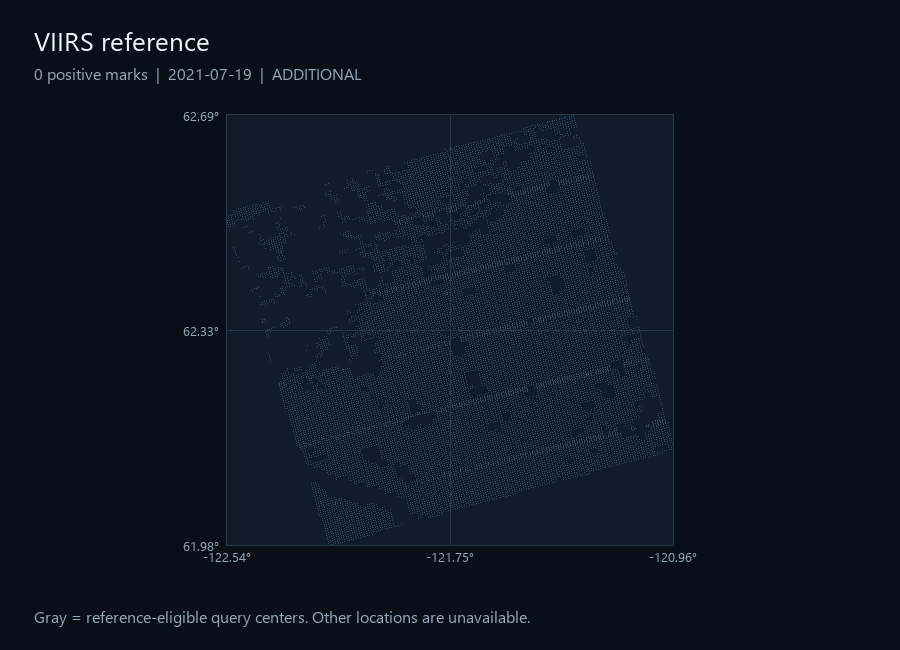 VIIRS reference
0 positive marks | 2021-07-19 | ADDITIONAL
62.69°
62.33°
61.98°
-122.54°
-121.75°
-120.96°
Gray = reference-eligible query centers. Other locations are unavailable.